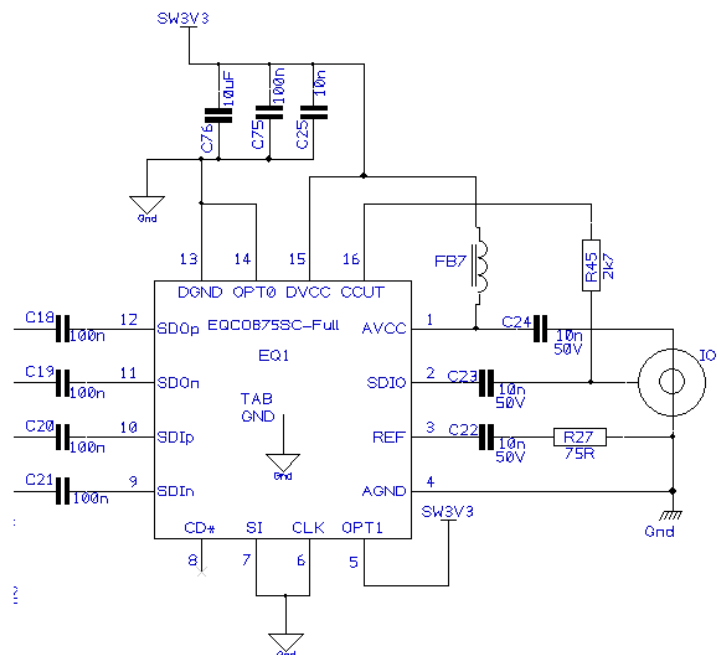 SW3V3
10uF
100n
10n
C76
C75
C25
Gnd
13
14
15
16
FB7
R45
2k7
DGND OPT0 DVCC CCUT
C18
100n
12
SDOp
EQCO875SC-Full
AVCC
1
C24
10n
50V
IO
EQ1
C19
100n
11
SDOn
SDIO
2
C23
10n
50V
TAB
GND
C20
100n
10
SDIp
REF
3
C22
10n
50V
R27
75R
Gnd
C21
100n
9
SDIn
AGND
4
SW3V3
Gnd
CD# SI CLK OPT1
8
7
6
5
Gnd